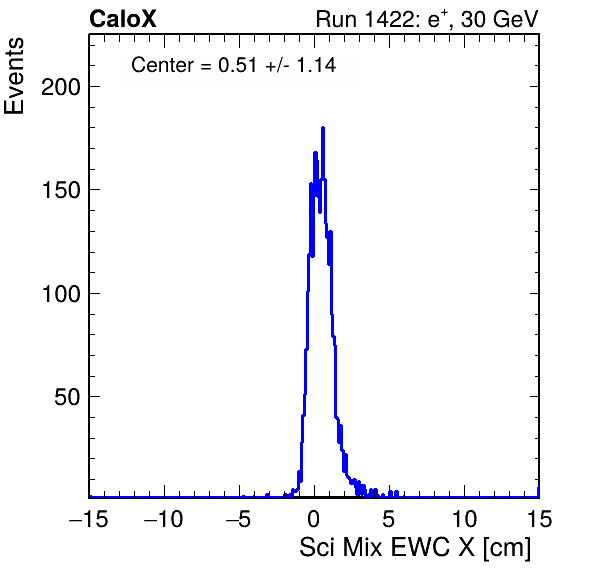 CaloX Run 1422: e⁺, 30 GeV
Events
Center = 0.51 +/- 1.14
200
150
100
50
−15 −10 −5 0 5 10 15
Sci Mix EWC X [cm]